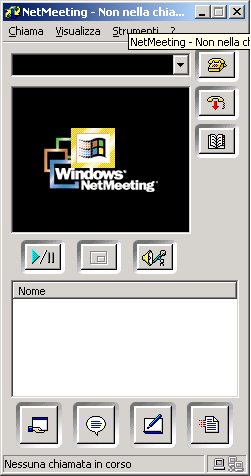 NetMeeting - Non nella chia...
Chiama Visualizza Strumenti ?
NetMeeting - Non nella ch
Windows
NetMeeting
Nome
Nessuna chiamata in corso